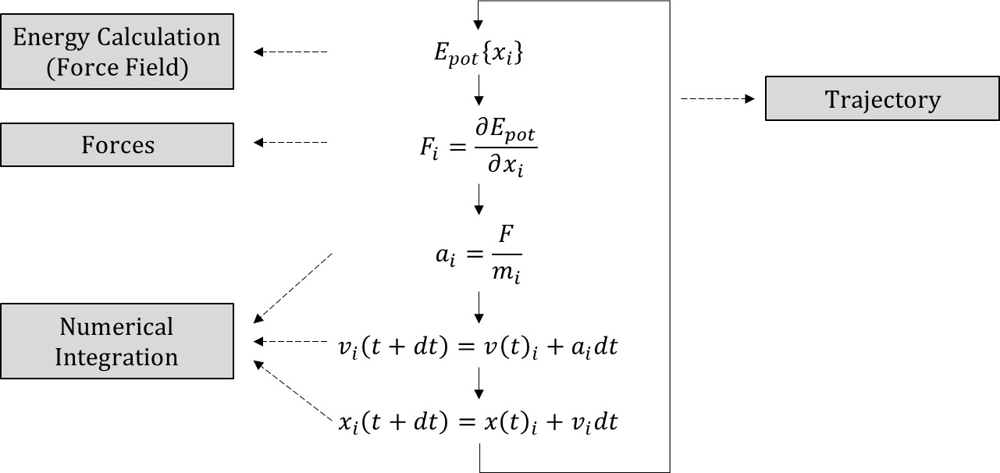 Energy Calculation
(Force Field)
E_pot{x_i}
Trajectory
Forces
F_i = ∂E_pot / ∂x_i
a_i = F / m_i
Numerical
Integration
v_i(t + dt) = v(t)_i + a_i dt
x_i(t + dt) = x(t)_i + v_i dt